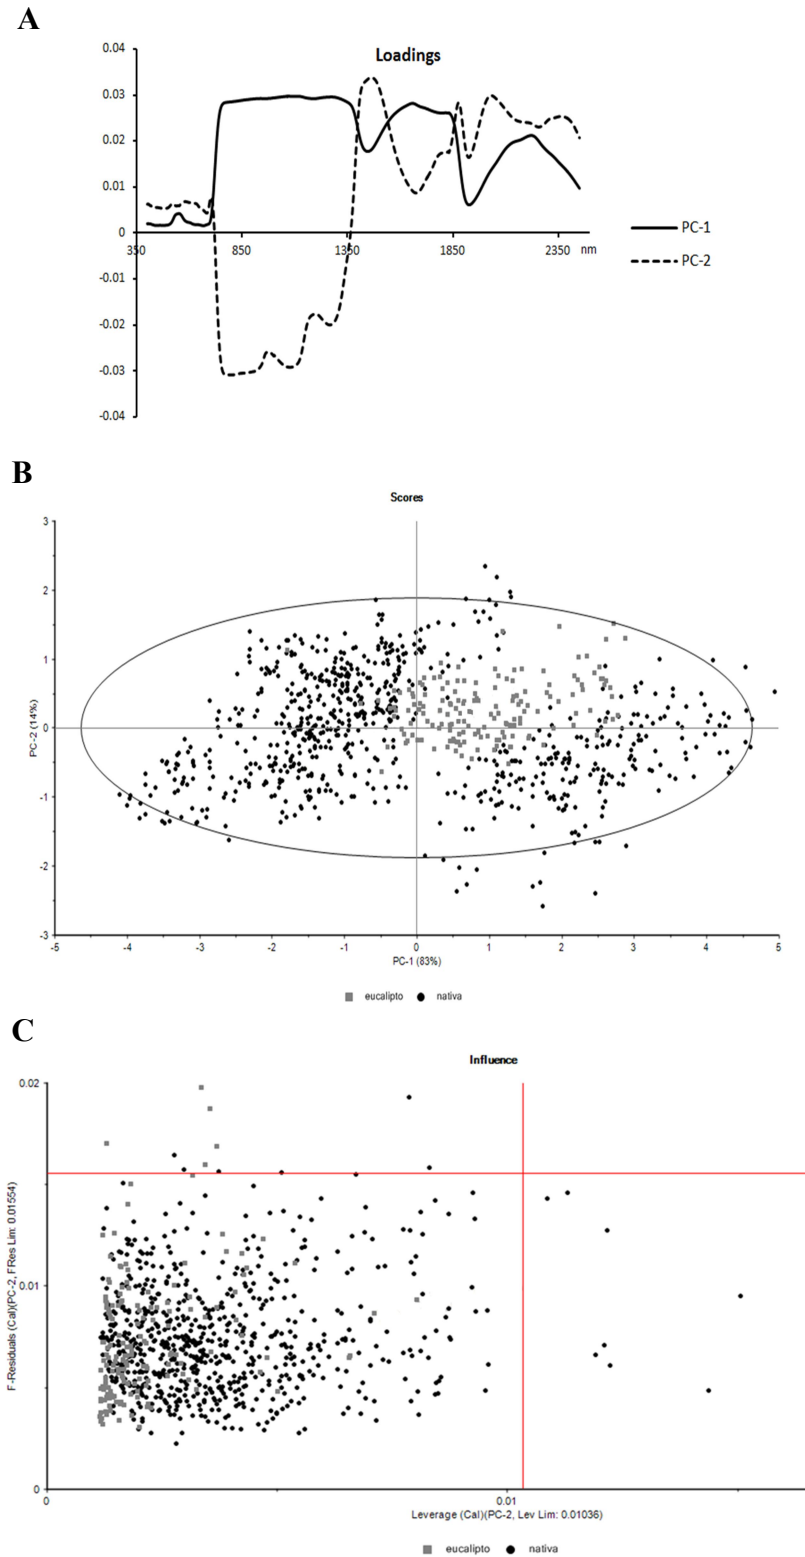 A
Loadings
0.04
0.03
0.02
0.01
0
-0.01
-0.02
-0.03
-0.04
350 850 1350 1850 2350 nm
PC-1
PC-2
B
Scores
3
2
1
0
-1
-2
-3
PC-2 (14%)
-5 -4 -3 -2 -1 0 1 2 3 4 5
PC-1 (83%)
eucalipto nativa
C
Influence
0.02
0.01
0
F-Residuals (Cal)(PC-2, FRes Lim: 0.01554)
0 0.01
Leverage (Cal)(PC-2, Lev Lim: 0.01036)
eucalipto nativa